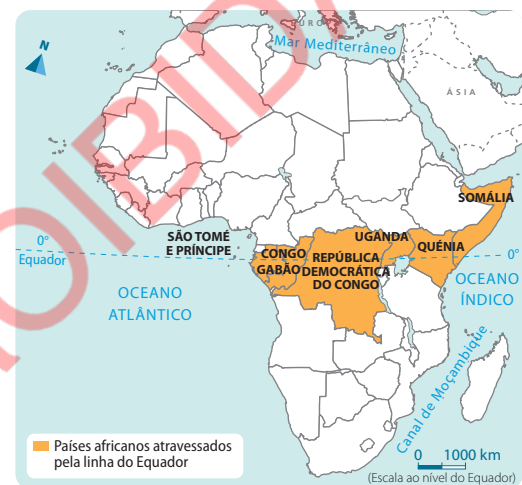 EUROPA
Mar Mediterrâneo
N
ÁSIA
SOMÁLIA
SÃO TOMÉ
E PRÍNCIPE
UGANDA
QUÉNIA
0°
Equador
CONGO
GABÃO
REPÚBLICA
DEMOCRÁTICA
DO CONGO
0°
OCEANO
ATLÂNTICO
OCEANO
ÍNDICO
Canal de Moçambique
Países africanos atravessados
pela linha do Equador
0 1000 km
(Escala ao nível do Equador)
OIBIDA